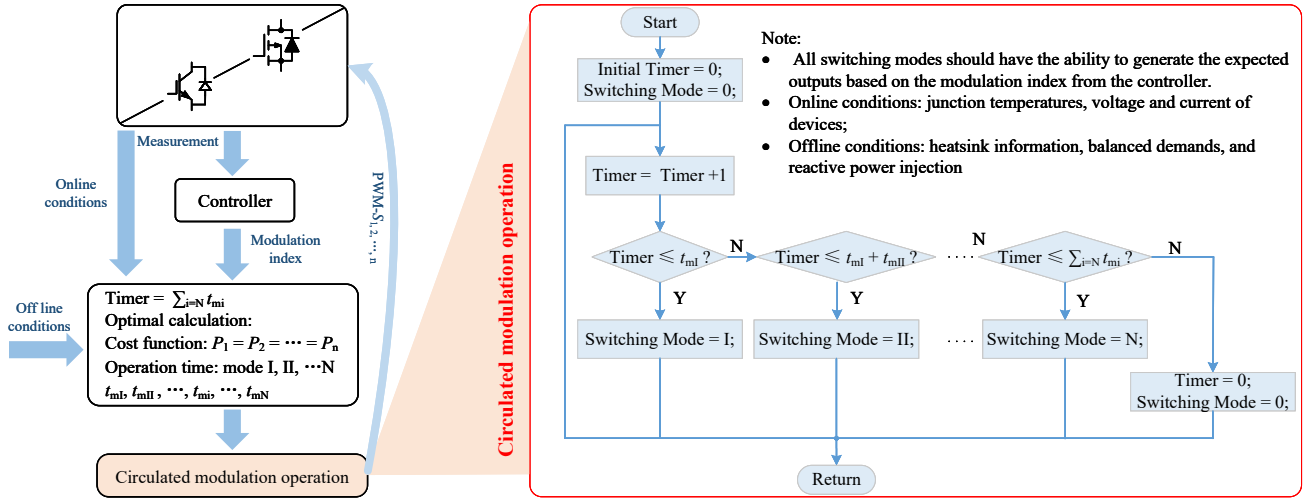 Measurement
Online
conditions
Controller
Modulation
index
PWM-S1, 2, ···, n
Off line
conditions
Timer = ∑i=N tmi
Optimal calculation:
Cost function: P1 = P2 = ··· = Pn
Operation time: mode I, II, ···N
tmI, tmII , ···, tmi, ···, tmN
Circulated modulation operation
Circulated modulation operation
Start
Initial Timer = 0;
Switching Mode = 0;
Timer = Timer +1
Timer ⩽ tmI ?
N
Timer ⩽ tmI + tmII ?
····
N
Timer ⩽ ∑i=N tmi ?
N
Y
Y
Y
Switching Mode = I;
Switching Mode = II;
····
Switching Mode = N;
Timer = 0;
Switching Mode = 0;
Return
Note:
● All switching modes should have the ability to generate the expected
outputs based on the modulation index from the controller.
● Online conditions: junction temperatures, voltage and current of
devices;
● Offline conditions: heatsink information, balanced demands, and
reactive power injection